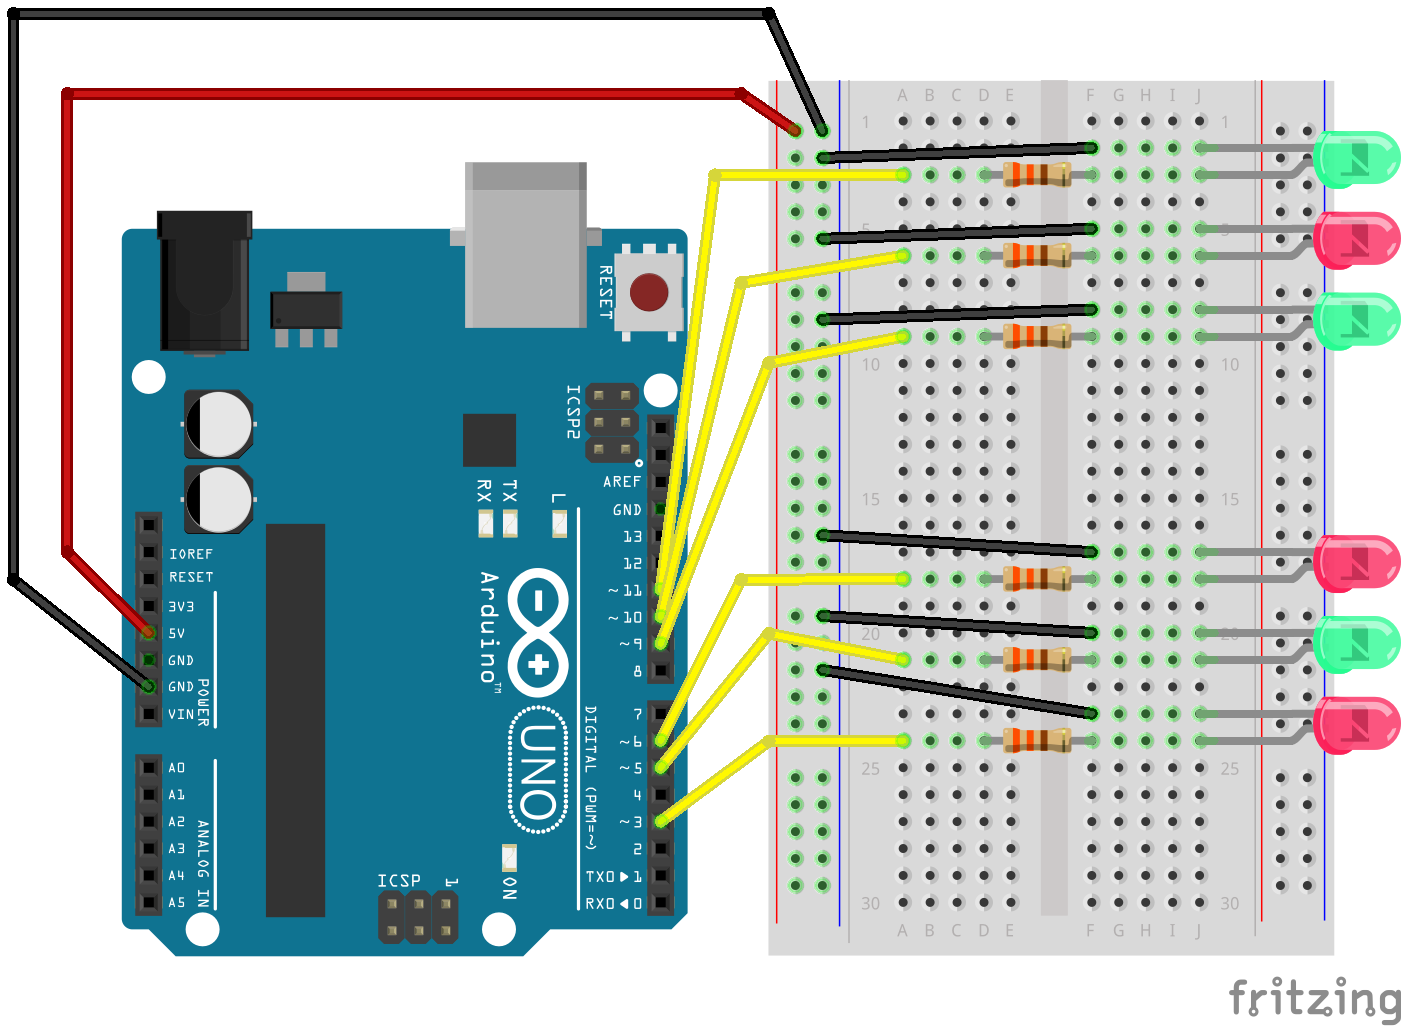 RESET
ICSP2
AREF
GND
13
12
~11
~10
~9
8
7
~6
~5
4
~3
2
TX0▶1
RX0◀0
DIGITAL (PWM=~)
RX
TX
L
Arduino™
UNO
ON
ICSP
1
IOREF
RESET
3V3
5V
GND
GND
VIN
POWER
A0
A1
A2
A3
A4
A5
ANALOG IN
A B C D E F G H I J
1 1
5 5
10 10
15 15
20 20
25 25
30 30
A B C D E F G H I J
fritzing